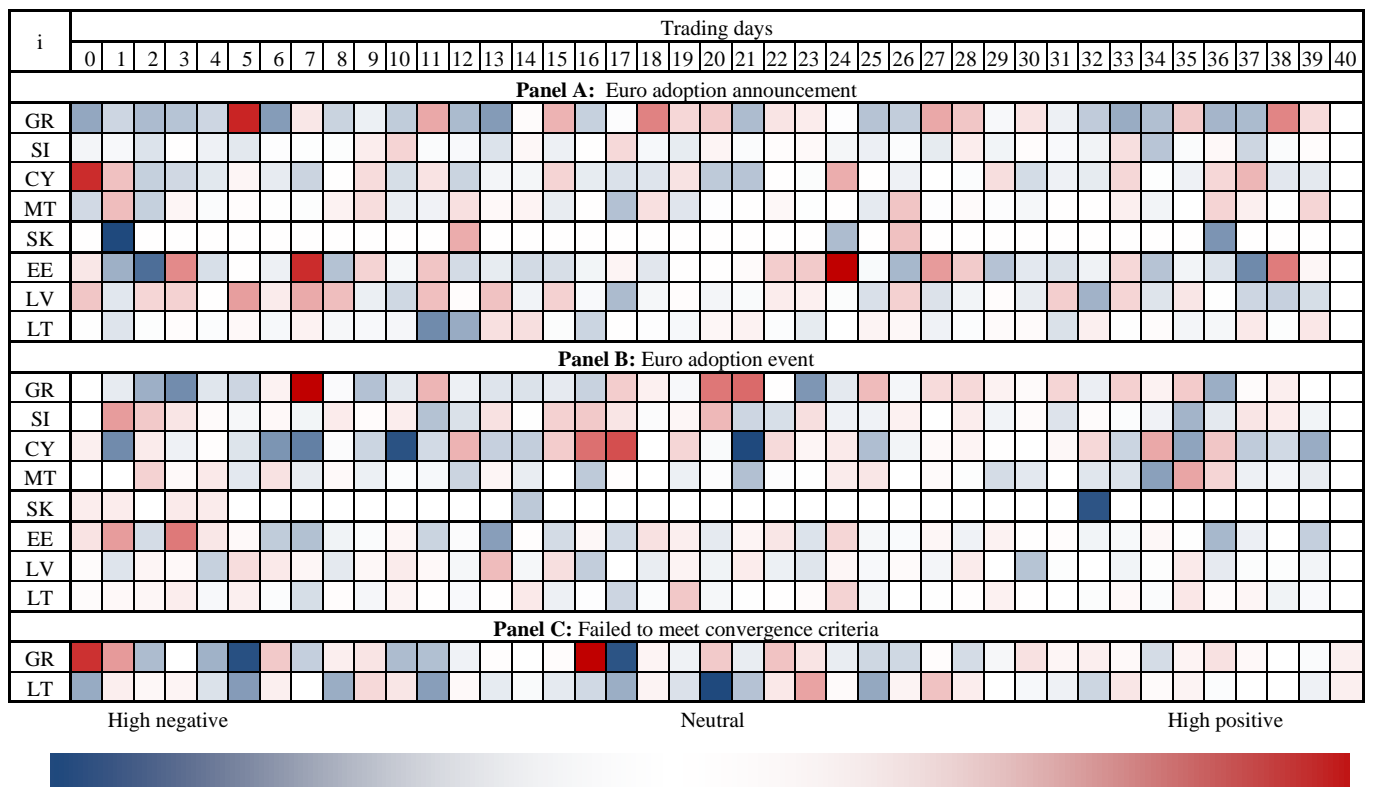 i
Trading days
0 1 2 3 4 5 6 7 8 9 10 11 12 13 14 15 16 17 18 19 20 21 22 23 24 25 26 27 28 29 30 31 32 33 34 35 36 37 38 39 40
Panel A: Euro adoption announcement
GR
SI
CY
MT
SK
EE
LV
LT
Panel B: Euro adoption event
GR
SI
CY
MT
SK
EE
LV
LT
Panel C: Failed to meet convergence criteria
GR
LT
High negative Neutral High positive